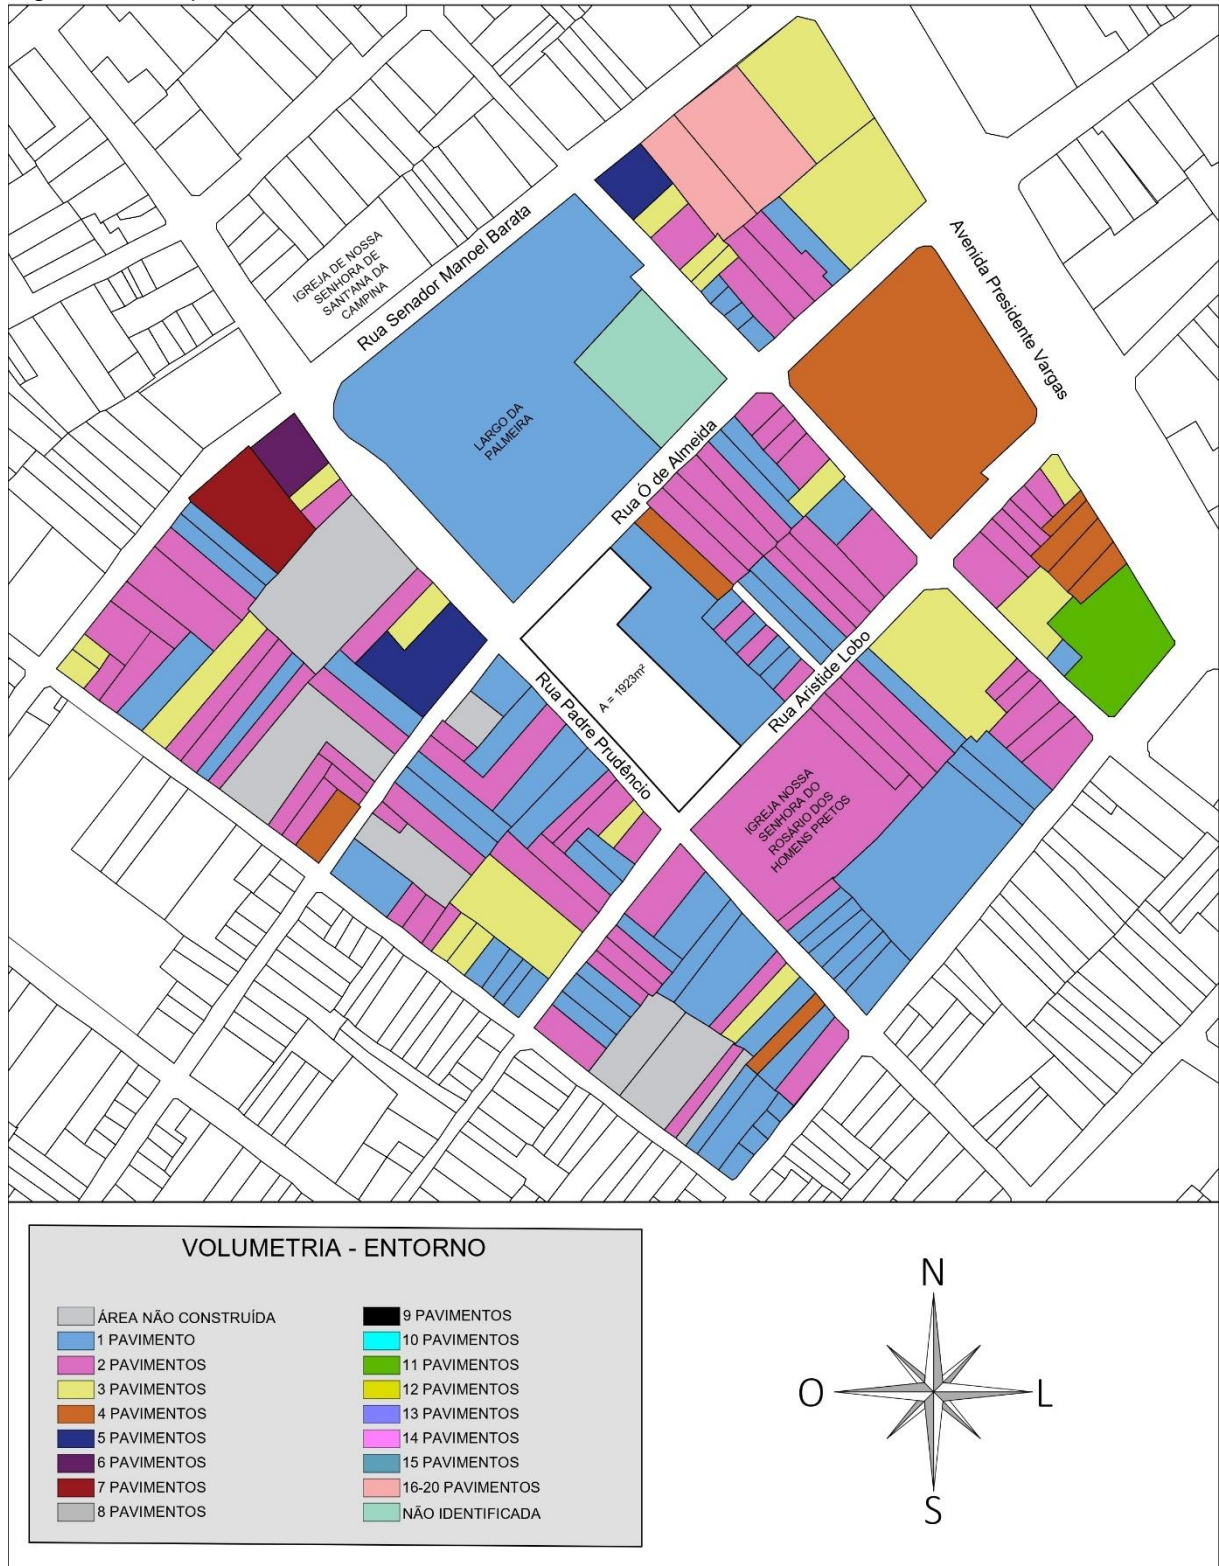 IGREJA DE NOSSA
SENHORA DE
SANT'ANA DA
CAMPINA
Rua Senador Manoel Barata
Avenida Presidente Vargas
LARGO DA
PALMEIRA
Rua Ó de Almeida
A = 1923m²
Rua Padre Prudêncio
Rua Aristide Lobo
IGREJA NOSSA
SENHORA DO
ROSÁRIO DOS
HOMENS PRETOS
VOLUMETRIA - ENTORNO
ÁREA NÃO CONSTRUÍDA
1 PAVIMENTO
2 PAVIMENTOS
3 PAVIMENTOS
4 PAVIMENTOS
5 PAVIMENTOS
6 PAVIMENTOS
7 PAVIMENTOS
8 PAVIMENTOS
9 PAVIMENTOS
10 PAVIMENTOS
11 PAVIMENTOS
12 PAVIMENTOS
13 PAVIMENTOS
14 PAVIMENTOS
15 PAVIMENTOS
16-20 PAVIMENTOS
NÃO IDENTIFICADA
N
O
L
S